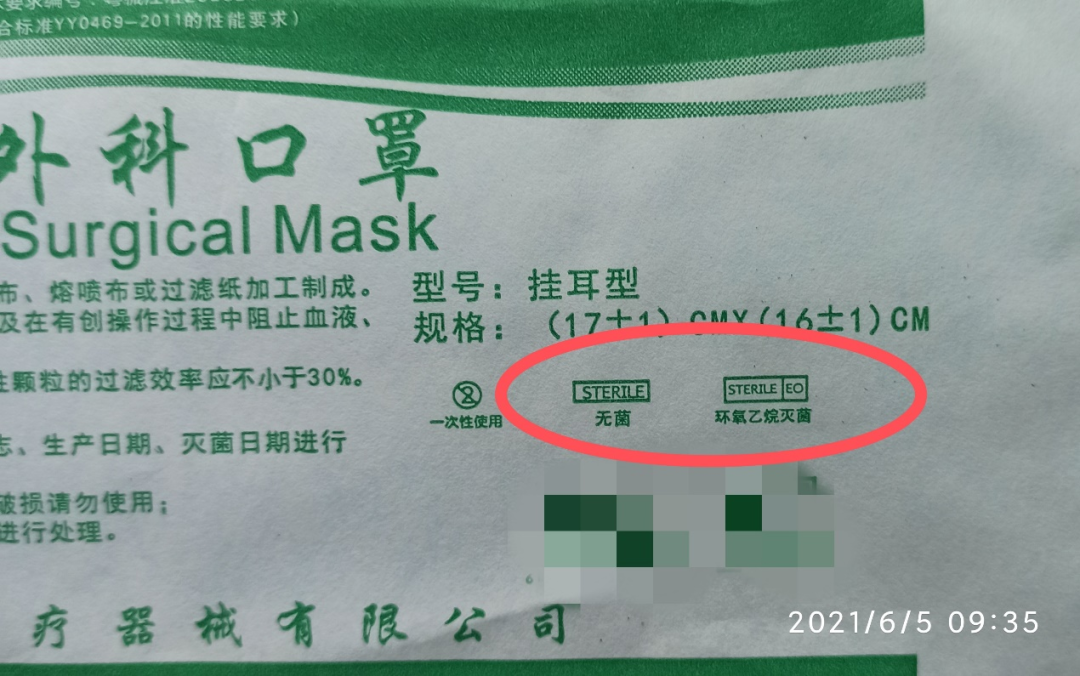 合标准YY0469-2011的性能要求）
外科口罩
Surgical Mask
布、熔喷布或过滤纸加工制成。
及在有创操作过程中阻止血液、
性颗粒的过滤效率应不小于30%。
志、生产日期、灭菌日期进行
破损请勿使用；
进行处理。
型号：挂耳型
规格：（17±1）CMX（16±1）CM
一次性使用
STERILE
无菌
STERILE EO
环氧乙烷灭菌
疗器械有限公司
2021/6/5 09:35